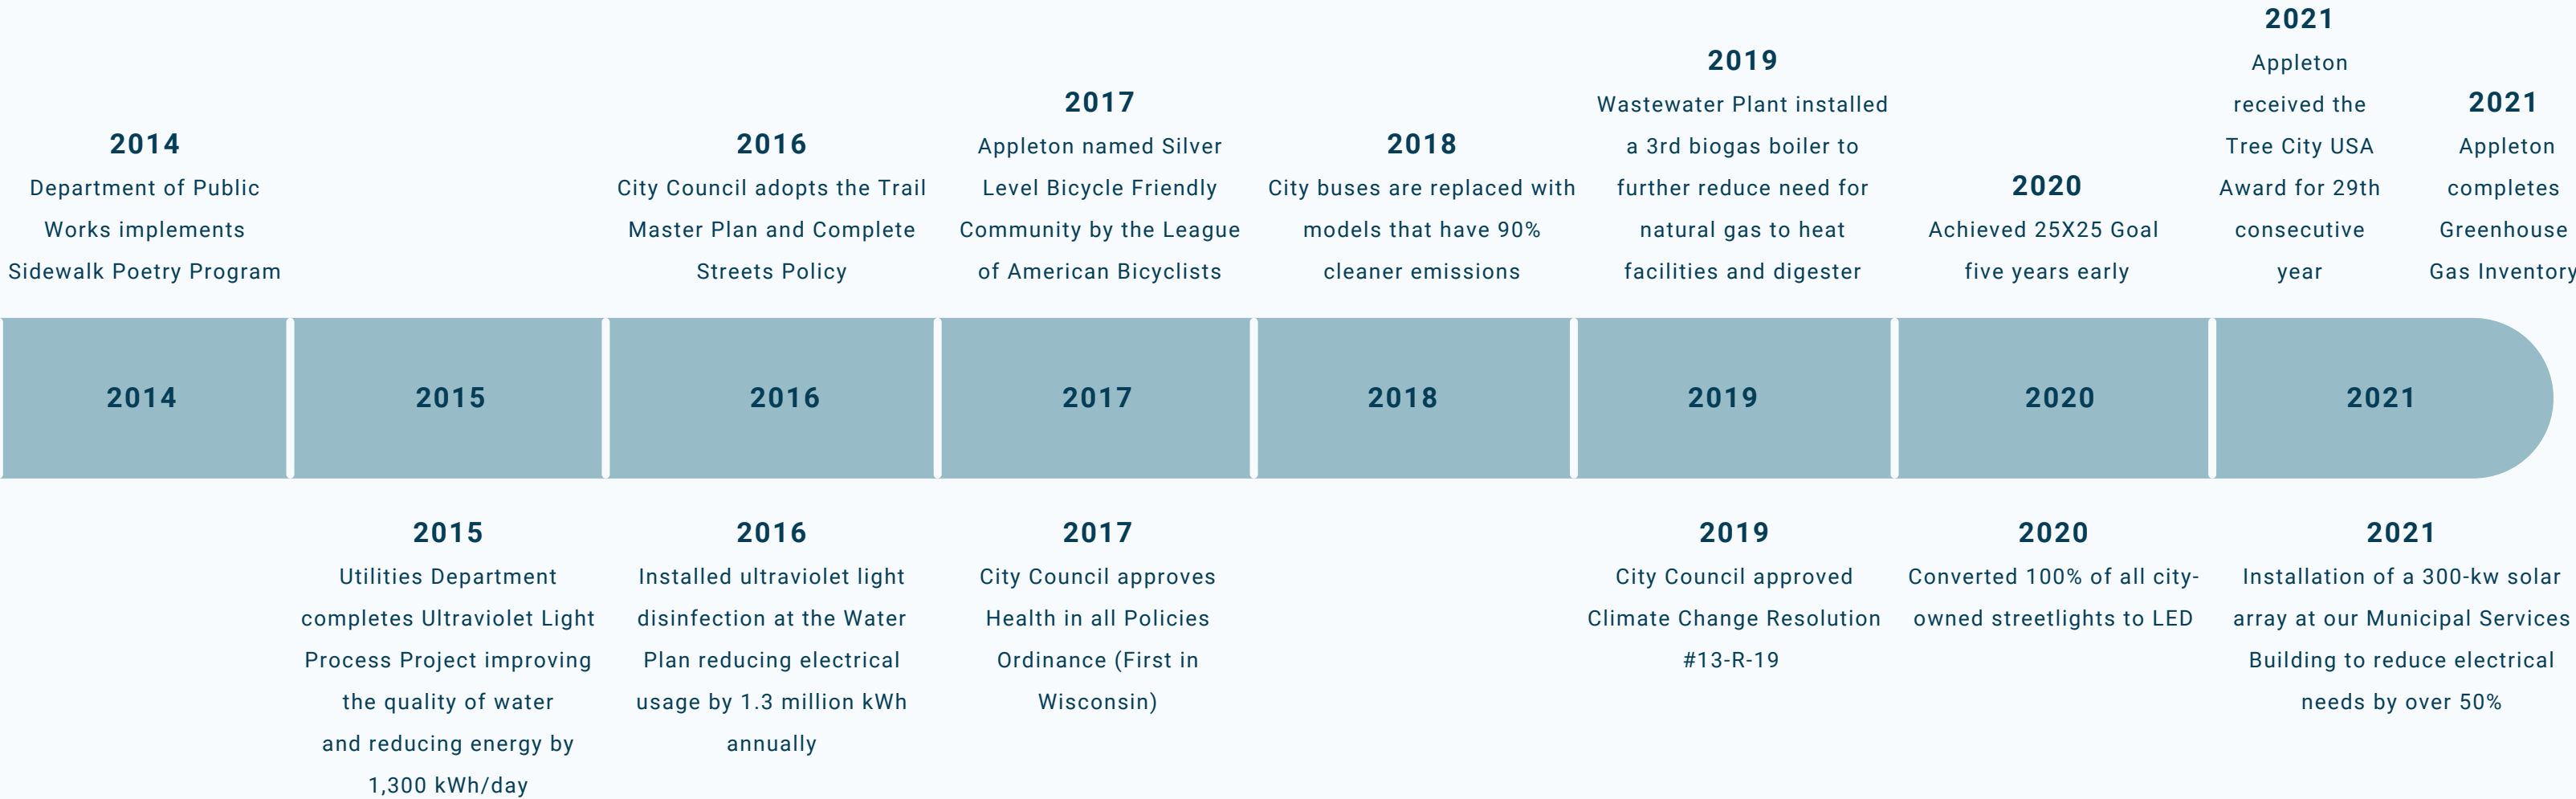 2014
Department of Public
Works implements
Sidewalk Poetry Program
2016
City Council adopts the Trail
Master Plan and Complete
Streets Policy
2017
Appleton named Silver
Level Bicycle Friendly
Community by the League
of American Bicyclists
2018
City buses are replaced with
models that have 90%
cleaner emissions
2019
Wastewater Plant installed
a 3rd biogas boiler to
further reduce need for
natural gas to heat
facilities and digester
2020
Achieved 25X25 Goal
five years early
2021
Appleton
received the
Tree City USA
Award for 29th
consecutive
year
2021
Appleton
completes
Greenhouse
Gas Inventory
2014
2015
2016
2017
2018
2019
2020
2021
2015
Utilities Department
completes Ultraviolet Light
Process Project improving
the quality of water
and reducing energy by
1,300 kWh/day
2016
Installed ultraviolet light
disinfection at the Water
Plan reducing electrical
usage by 1.3 million kWh
annually
2017
City Council approves
Health in all Policies
Ordinance (First in
Wisconsin)
2019
City Council approved
Climate Change Resolution
#13-R-19
2020
Converted 100% of all city-
owned streetlights to LED
2021
Installation of a 300-kw solar
array at our Municipal Services
Building to reduce electrical
needs by over 50%